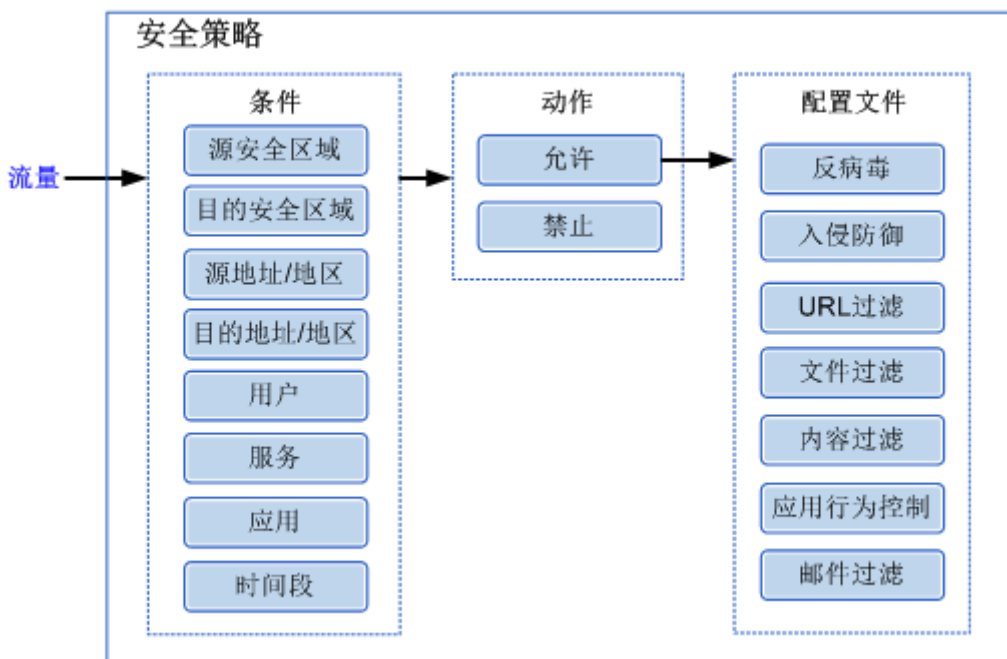 安全策略
流量
条件
源安全区域
目的安全区域
源地址/地区
目的地址/地区
用户
服务
应用
时间段
动作
允许
禁止
配置文件
反病毒
入侵防御
URL过滤
文件过滤
内容过滤
应用行为控制
邮件过滤